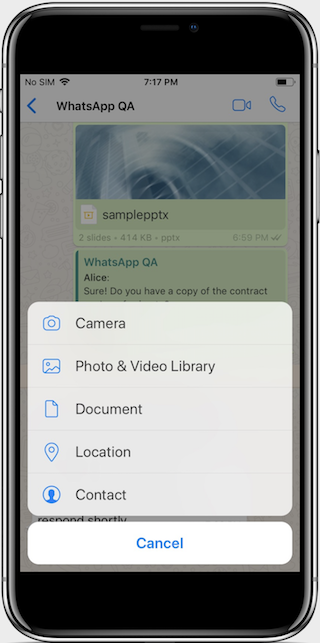 No SIM 7:17 PM
WhatsApp QA
samplepptx
2 slides • 414 KB • pptx 6:59 PM
WhatsApp QA
Alice:
Sure! Do you have a copy of the contract
Camera
Photo & Video Library
Document
Location
Contact
respond shortly
Cancel